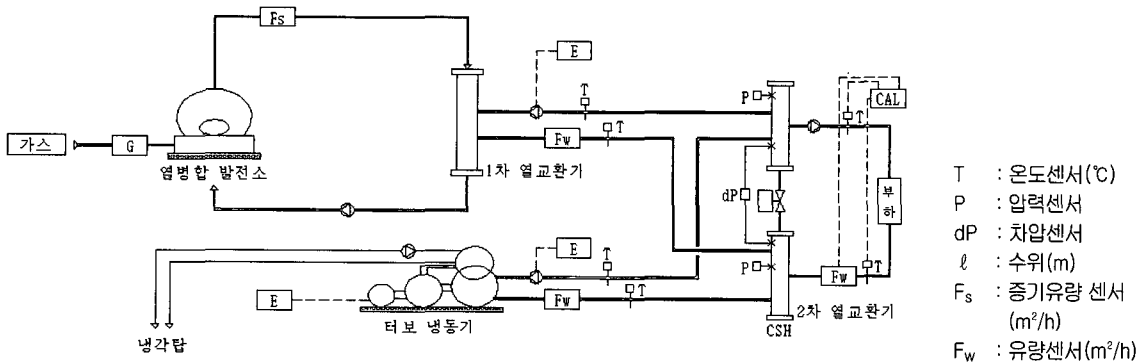 Fs
E
T
P
CAL
T
가스
G
Fw
T
열병합 발전소
1차 열교환기
dP
부하
T
P
Fw
T
E
T
E
Fw
T
터보 냉동기
냉각탑
CSH
2차 열교환기
T : 온도센서(℃)
P : 압력센서
dP : 차압센서
ℓ : 수위(m)
Fs : 증기유량 센서
(m²/h)
Fw : 유량센서(m²/h)